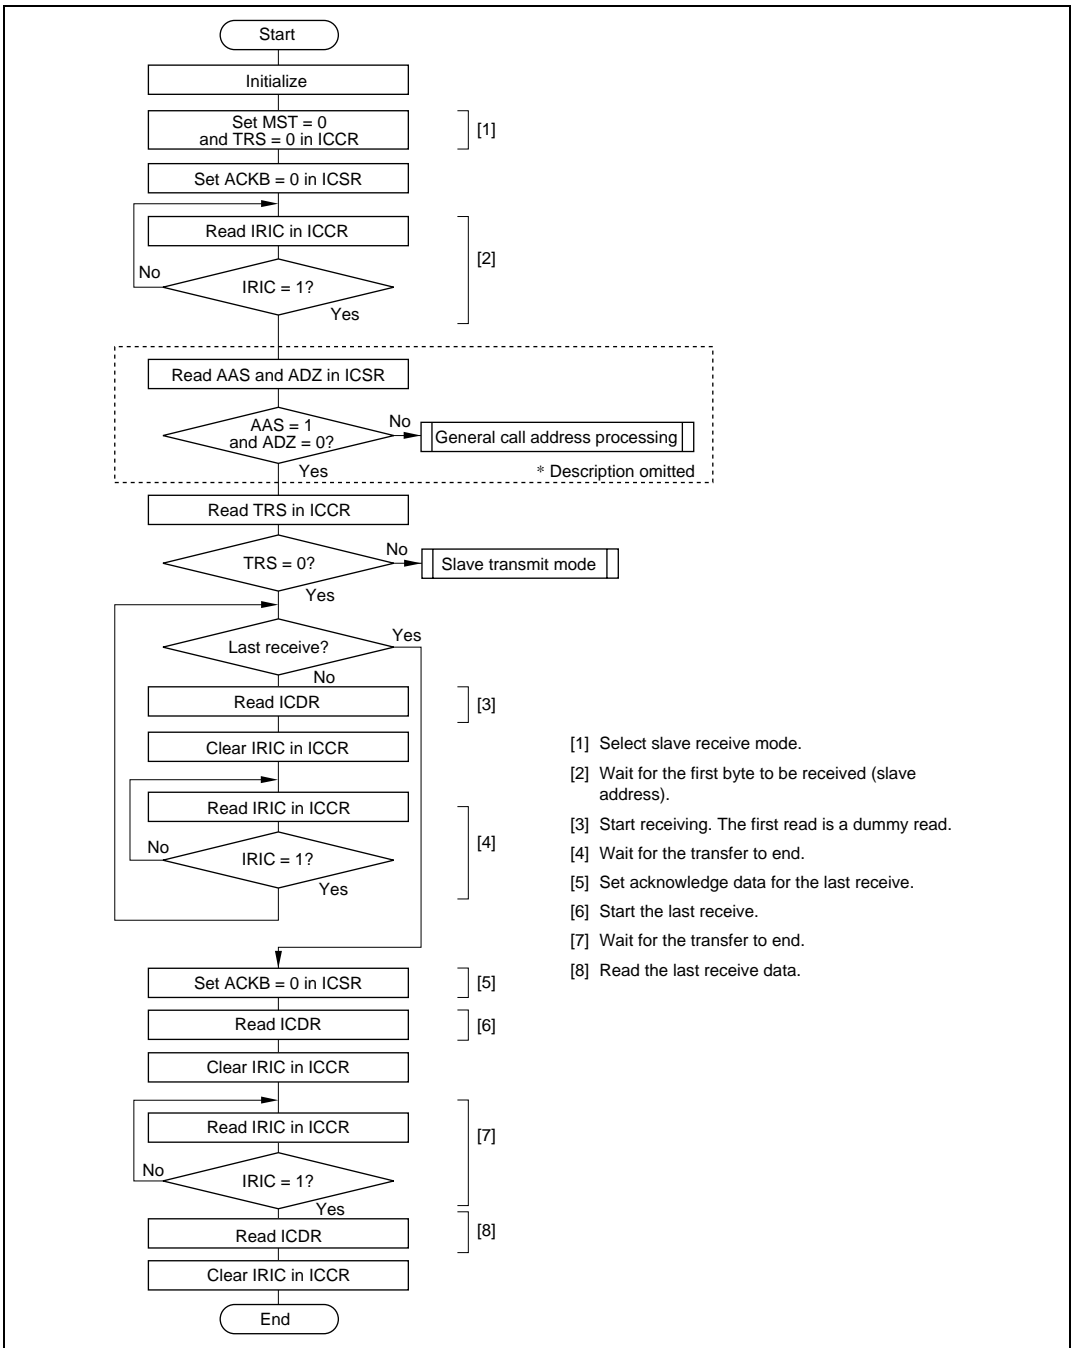 Start
Initialize
Set MST = 0
and TRS = 0 in ICCR
[1]
Set ACKB = 0 in ICSR
Read IRIC in ICCR
[2]
No
IRIC = 1?
Yes
Read AAS and ADZ in ICSR
AAS = 1
and ADZ = 0?
No
General call address processing
Yes
* Description omitted
Read TRS in ICCR
TRS = 0?
No
Slave transmit mode
Yes
Last receive?
Yes
No
Read ICDR
[3]
Clear IRIC in ICCR
Read IRIC in ICCR
[4]
No
IRIC = 1?
Yes
Set ACKB = 0 in ICSR
[5]
Read ICDR
[6]
Clear IRIC in ICCR
Read IRIC in ICCR
[7]
No
IRIC = 1?
Yes
Read ICDR
[8]
Clear IRIC in ICCR
End
[1] Select slave receive mode.
[2] Wait for the first byte to be received (slave
address).
[3] Start receiving. The first read is a dummy read.
[4] Wait for the transfer to end.
[5] Set acknowledge data for the last receive.
[6] Start the last receive.
[7] Wait for the transfer to end.
[8] Read the last receive data.